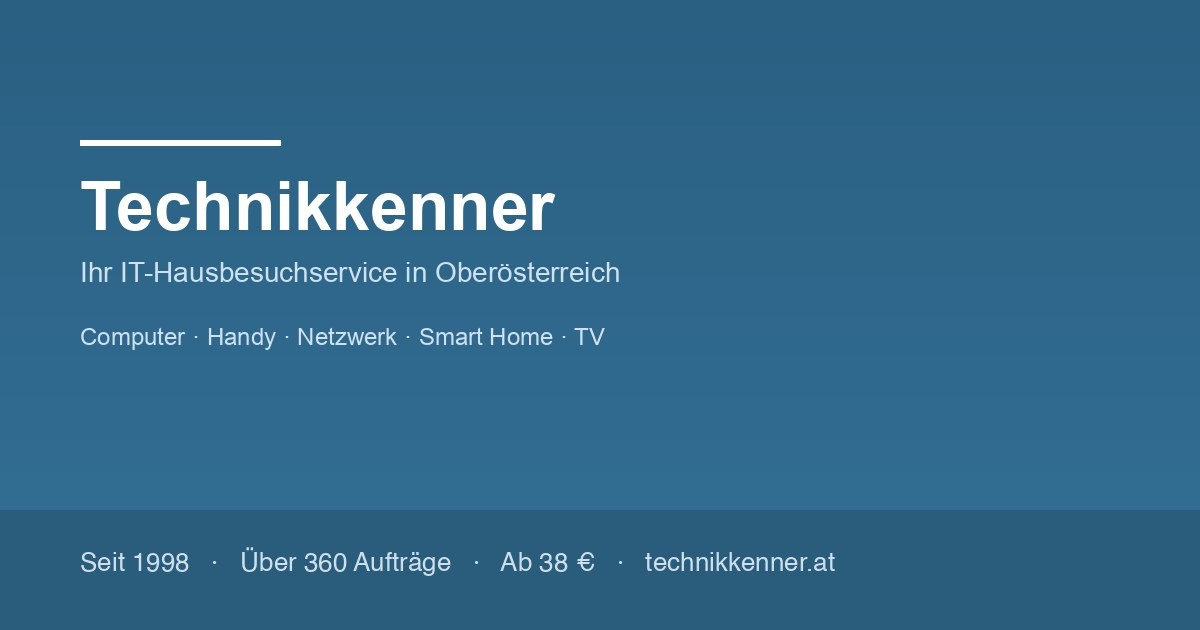 Technikkenner
Ihr IT-Hausbesuchservice in Oberösterreich
Computer · Handy · Netzwerk · Smart Home · TV
Seit 1998 · Über 360 Aufträge · Ab 38 € · technikkenner.at